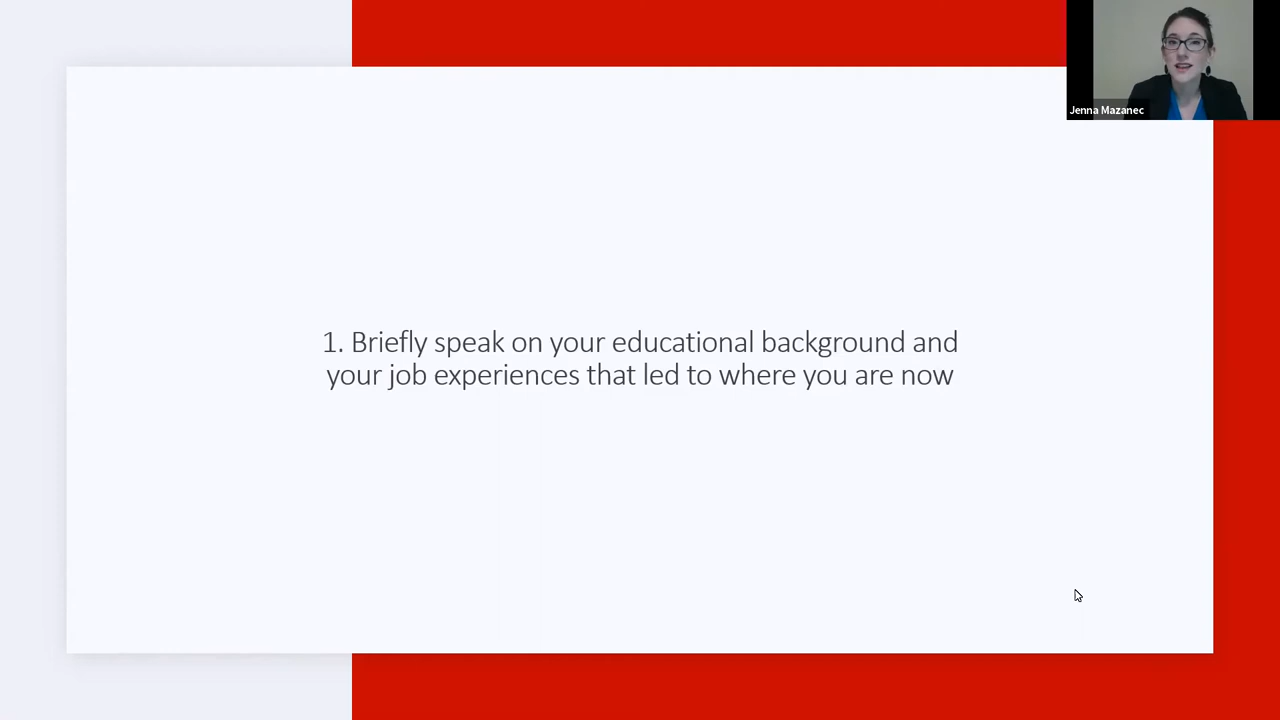 Jenna Mazanec
1. Briefly speak on your educational background and
your job experiences that led to where you are now